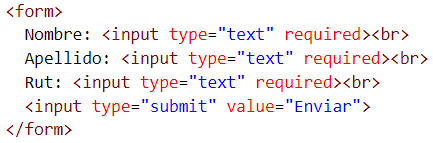 <form>
  Nombre: <input type="text" required><br>
  Apellido: <input type="text" required><br>
  Rut: <input type="text" required><br>
  <input type="submit" value="Enviar">
</form>